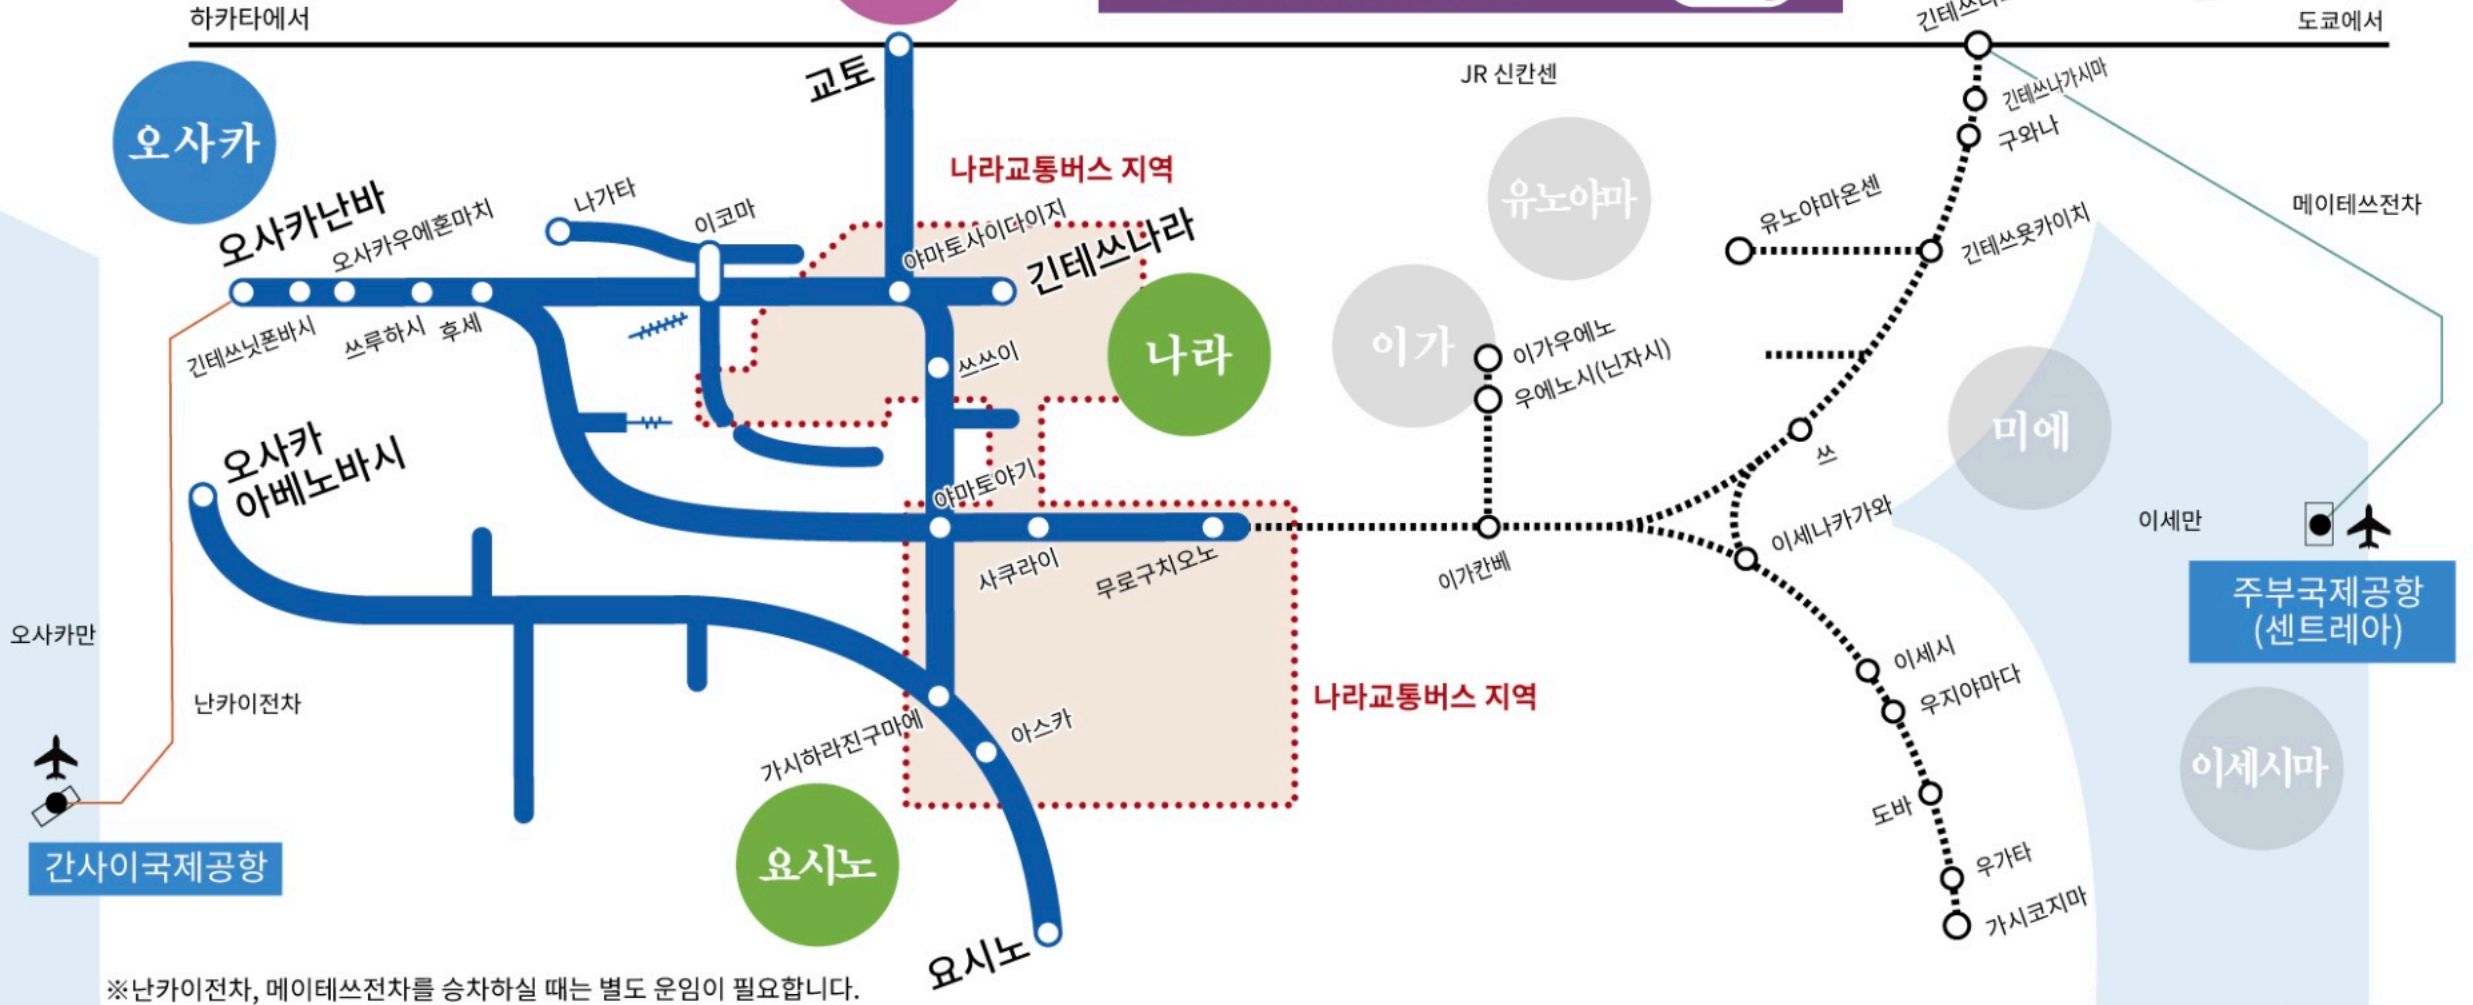 하카타에서
도쿄에서
JR 신칸센
교토
오사카
나라교통버스 지역
긴테쓰나가시마
구와나
메이테쓰전차
유노야마
유노야마온센
긴테쓰욧카이치
오사카난바
오사카우에혼마치
나가타
이코마
야마토사이다이지
긴테쓰나라
긴테쓰닛폰바시
쓰루하시
후세
쓰쓰이
나라
이가
이가우에노
우에노시(닌자시)
미에
쓰
오사카
아베노바시
야마토야기
사쿠라이
무로구치오노
이가칸베
이세나카가와
이세만
주부국제공항
(센트레아)
오사카만
난카이전차
이세시
우지야마다
나라교통버스 지역
가시하라진구마에
아스카
이세시마
도바
우가타
가시코지마
간사이국제공항
요시노
요시노
※난카이전차, 메이테쓰전차를 승차하실 때는 별도 운임이 필요합니다.